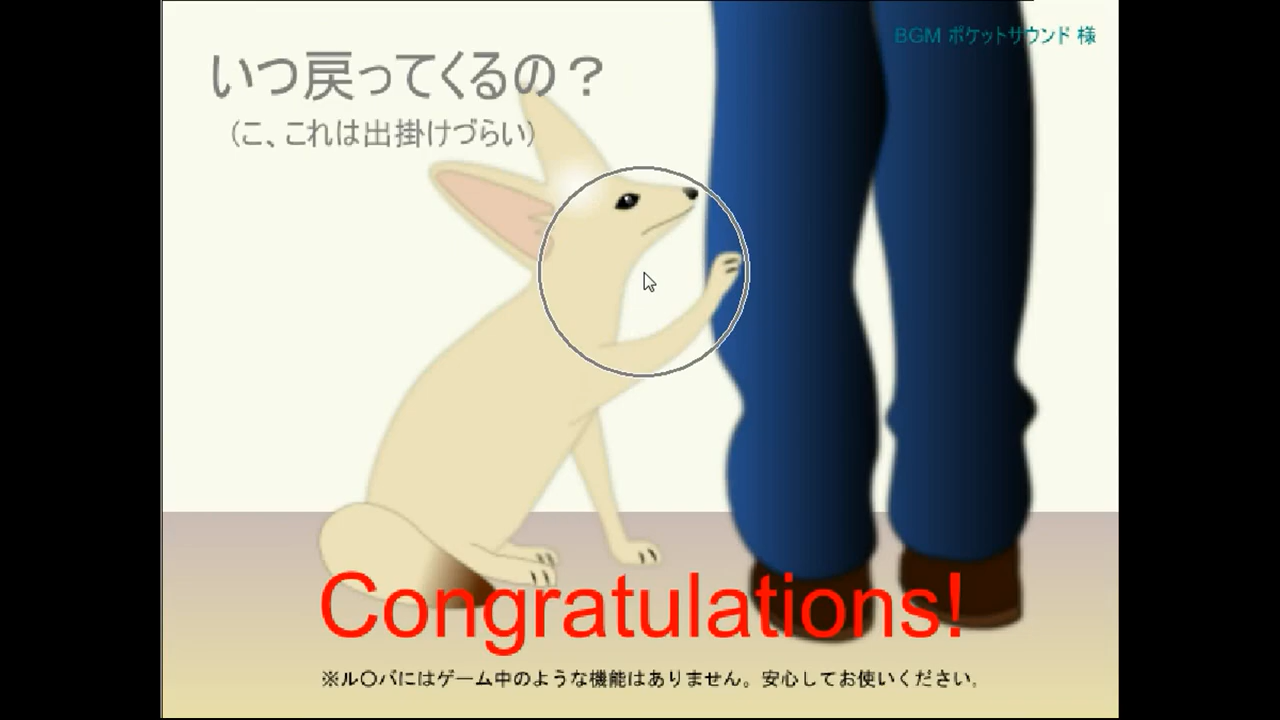 BGM ポケットサウンド 様
いつ戻ってくるの？
（こ、これは出掛けづらい）
Congratulations!
※ル〇バにはゲーム中のような機能はありません。安心してお使いください。